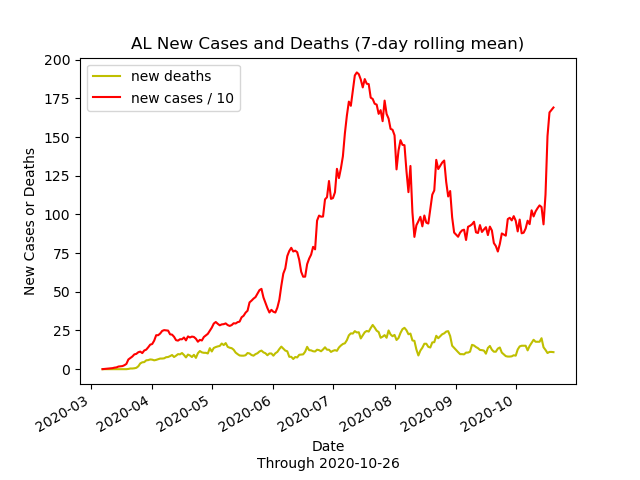 AL New Cases and Deaths (7-day rolling mean)
new deaths
new cases / 10
New Cases or Deaths
200
175
150
125
100
75
50
25
0
2020-03
2020-04
2020-05
2020-06
2020-07
2020-08
2020-09
2020-10
Date
Through 2020-10-26